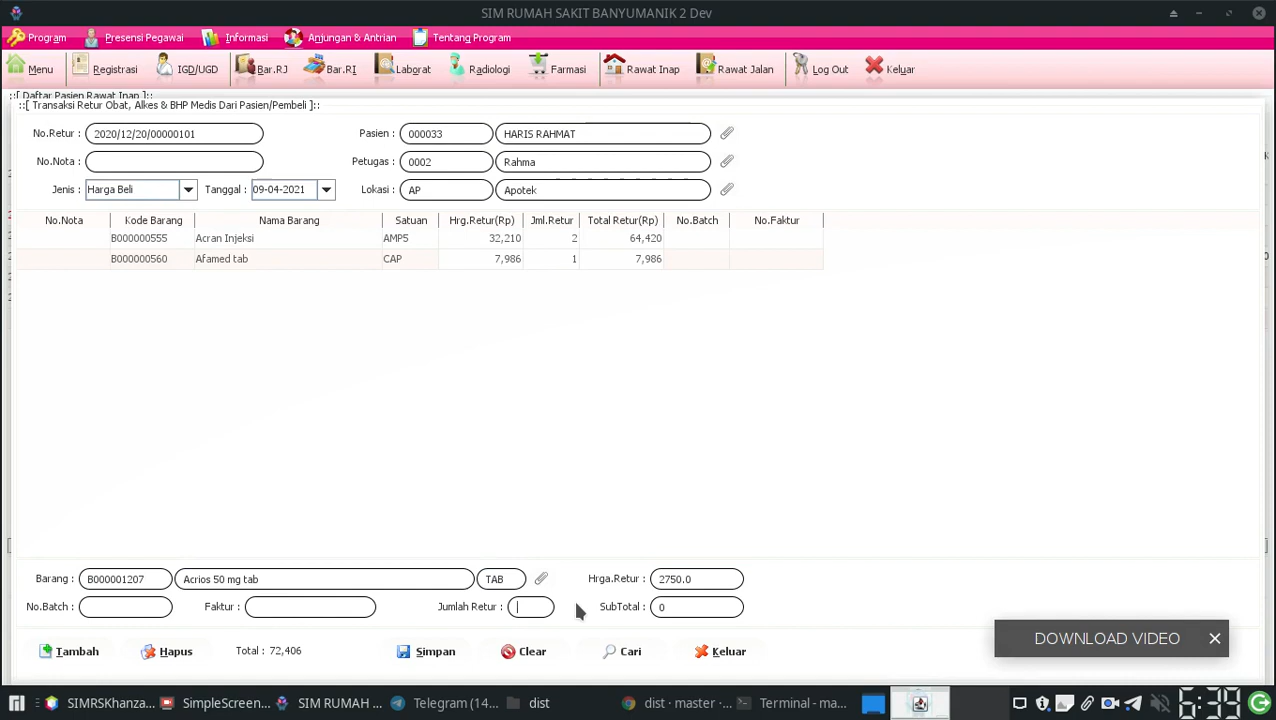 SIM RUMAH SAKIT BANYUMANIK 2 Dev
Program Presensi Pegawai Informasi Anjungan & Antrian Tentang Program
Menu Registrasi IGD/UGD Bar.RJ Bar.RI Laborat Radiologi Farmasi Rawat Inap Rawat Jalan Log Out Keluar
::[ Daftar Pasien Rawat Inap ]::
::[ Transaksi Retur Obat, Alkes & BHP Medis Dari Pasien/Pembeli ]::
No.Retur : 2020/12/20/00000101 Pasien : 000033 HARIS RAHMAT
No.Nota : Petugas : 0002 Rahma
Jenis : Harga Beli Tanggal : 09-04-2021 Lokasi : AP Apotek
No.Nota Kode Barang Nama Barang Satuan Hrg.Retur(Rp) Jml.Retur Total Retur(Rp) No.Batch No.Faktur
B000000555 Acran Injeksi AMP5 32,210 2 64,420
B000000560 Afamed tab CAP 7,986 1 7,986
Barang : B000001207 Acrios 50 mg tab TAB Hrga.Retur : 2750.0
No.Batch : Faktur : Jumlah Retur : SubTotal : 0
DOWNLOAD VIDEO
Tambah Hapus Total : 72,406 Simpan Clear Cari Keluar
SIMRSKhanza... SimpleScreen... SIM RUMAH ... Telegram (14... dist dist · master · ... Terminal - ma... 6:39